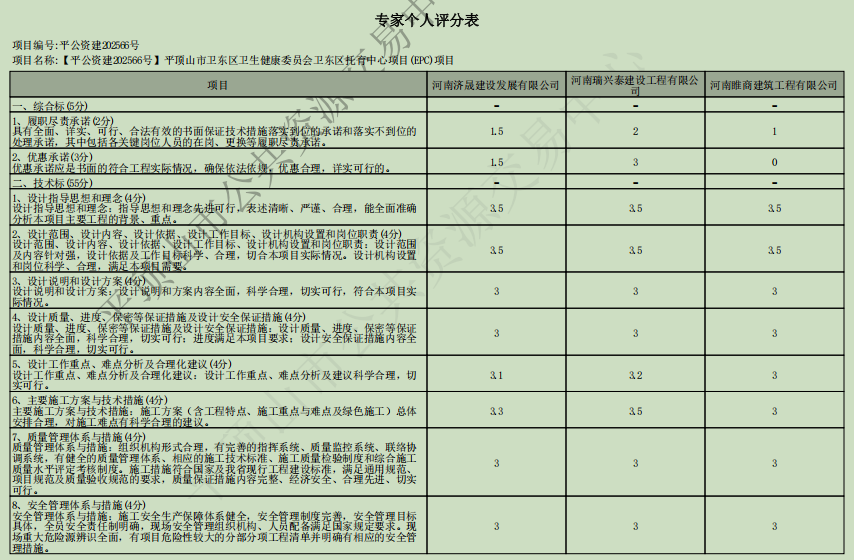 专家个人评分表
项目编号:平公资建202566号
项目名称:【平公资建202566号】平顶山市卫东区卫生健康委员会卫东区托育中心项目(EPC)项目
项目 河南济晟建设发展有限公司 河南瑞兴泰建设工程有限公司 河南睢商建筑工程有限公司
一、综合标(5分) - - -
1、履职尽责承诺(2分)
具有全面、详实、可行、合法有效的书面保证技术措施落实到位的承诺和落实不到位的
处理承诺,其中包括各关键岗位人员的在岗、更换等履职尽责承诺。
1.5 2 1
2、优惠承诺(3分)
优惠承诺应是书面的符合工程实际情况,确保依法依规,优惠合理,详实可行的。
1.5 3 0
二、技术标(55分) - - -
1、设计指导思想和理念(4分)
设计指导思想和理念:指导思想和理念先进可行,表述清晰、严谨、合理,能全面准确
分析本项目主要工程的背景、重点。
3.5 3.5 3.5
2、设计范围、设计内容、设计依据、设计工作目标、设计机构设置和岗位职责(4分)
设计范围、设计内容、设计依据、设计工作目标、设计机构设置和岗位职责:设计范围
及内容针对强,设计依据及工作目标科学、合理,切合本项目实际情况。设计机构设置
和岗位科学、合理,满足本项目需要。
3.5 3.5 3.5
3、设计说明和设计方案(4分)
设计说明和设计方案:设计说明和方案内容全面,科学合理,切实可行,符合本项目实
际情况。
3 3 3
4、设计质量、进度、保密等保证措施及设计安全保证措施(4分)
设计质量、进度、保密等保证措施及设计安全保证措施:设计质量、进度、保密等保证
措施内容全面,科学合理,切实可行;进度满足本项目要求;设计安全保证措施内容全
面,科学合理,切实可行。
3 3 3
5、设计工作重点、难点分析及合理化建议(4分)
设计工作重点、难点分析及合理化建议:设计工作重点、难点分析及建议科学合理,切
实可行。
3.1 3.2 3
6、主要施工方案与技术措施(4分)
主要施工方案与技术措施:施工方案(含工程特点、施工重点与难点及绿色施工)总体
安排合理,对施工难点有科学合理的建议。
3.3 3.5 3
7、质量管理体系与措施(4分)
质量管理体系与措施:组织机构形式合理,有完善的指挥系统、质量监控系统、联络协
调系统,有健全的质量管理体系、相应的施工技术标准、施工质量检验制度和综合施工
质量水平评定考核制度。施工措施符合国家及我省现行工程建设标准,满足通用规范、
项目规范及质量验收规范的要求,质量保证措施内容完整、经济安全、合理先进、切实
可行。
3 3 3
8、安全管理体系与措施(4分)
安全管理体系与措施:施工安全生产保障体系健全,安全管理制度完善,安全管理目标
具体,全员安全责任制明确,现场安全管理组织机构、人员配备满足国家规定要求。现
场重大危险源辨识全面,有项目危险性较大的分部分项工程清单并明确有相应的安全管
理措施。
3 3 3
平顶山市公共资源交易中心
平顶山市公共资源交易中心